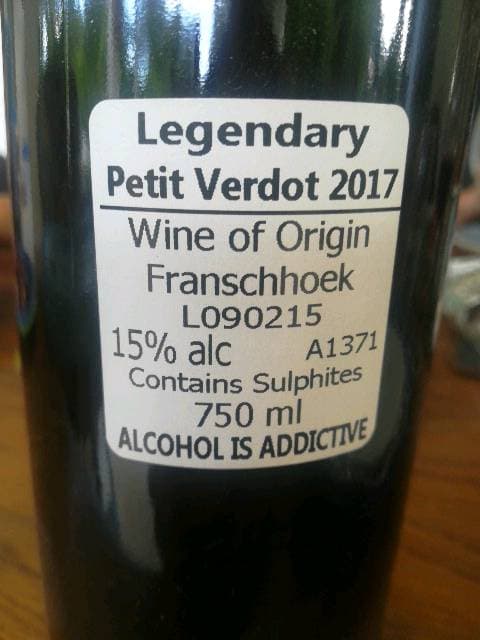 Legendary
Petit Verdot 2017
Wine of Origin
Franschhoek
L090215
15% alc A1371
Contains Sulphites
750 ml
ALCOHOL IS ADDICTIVE